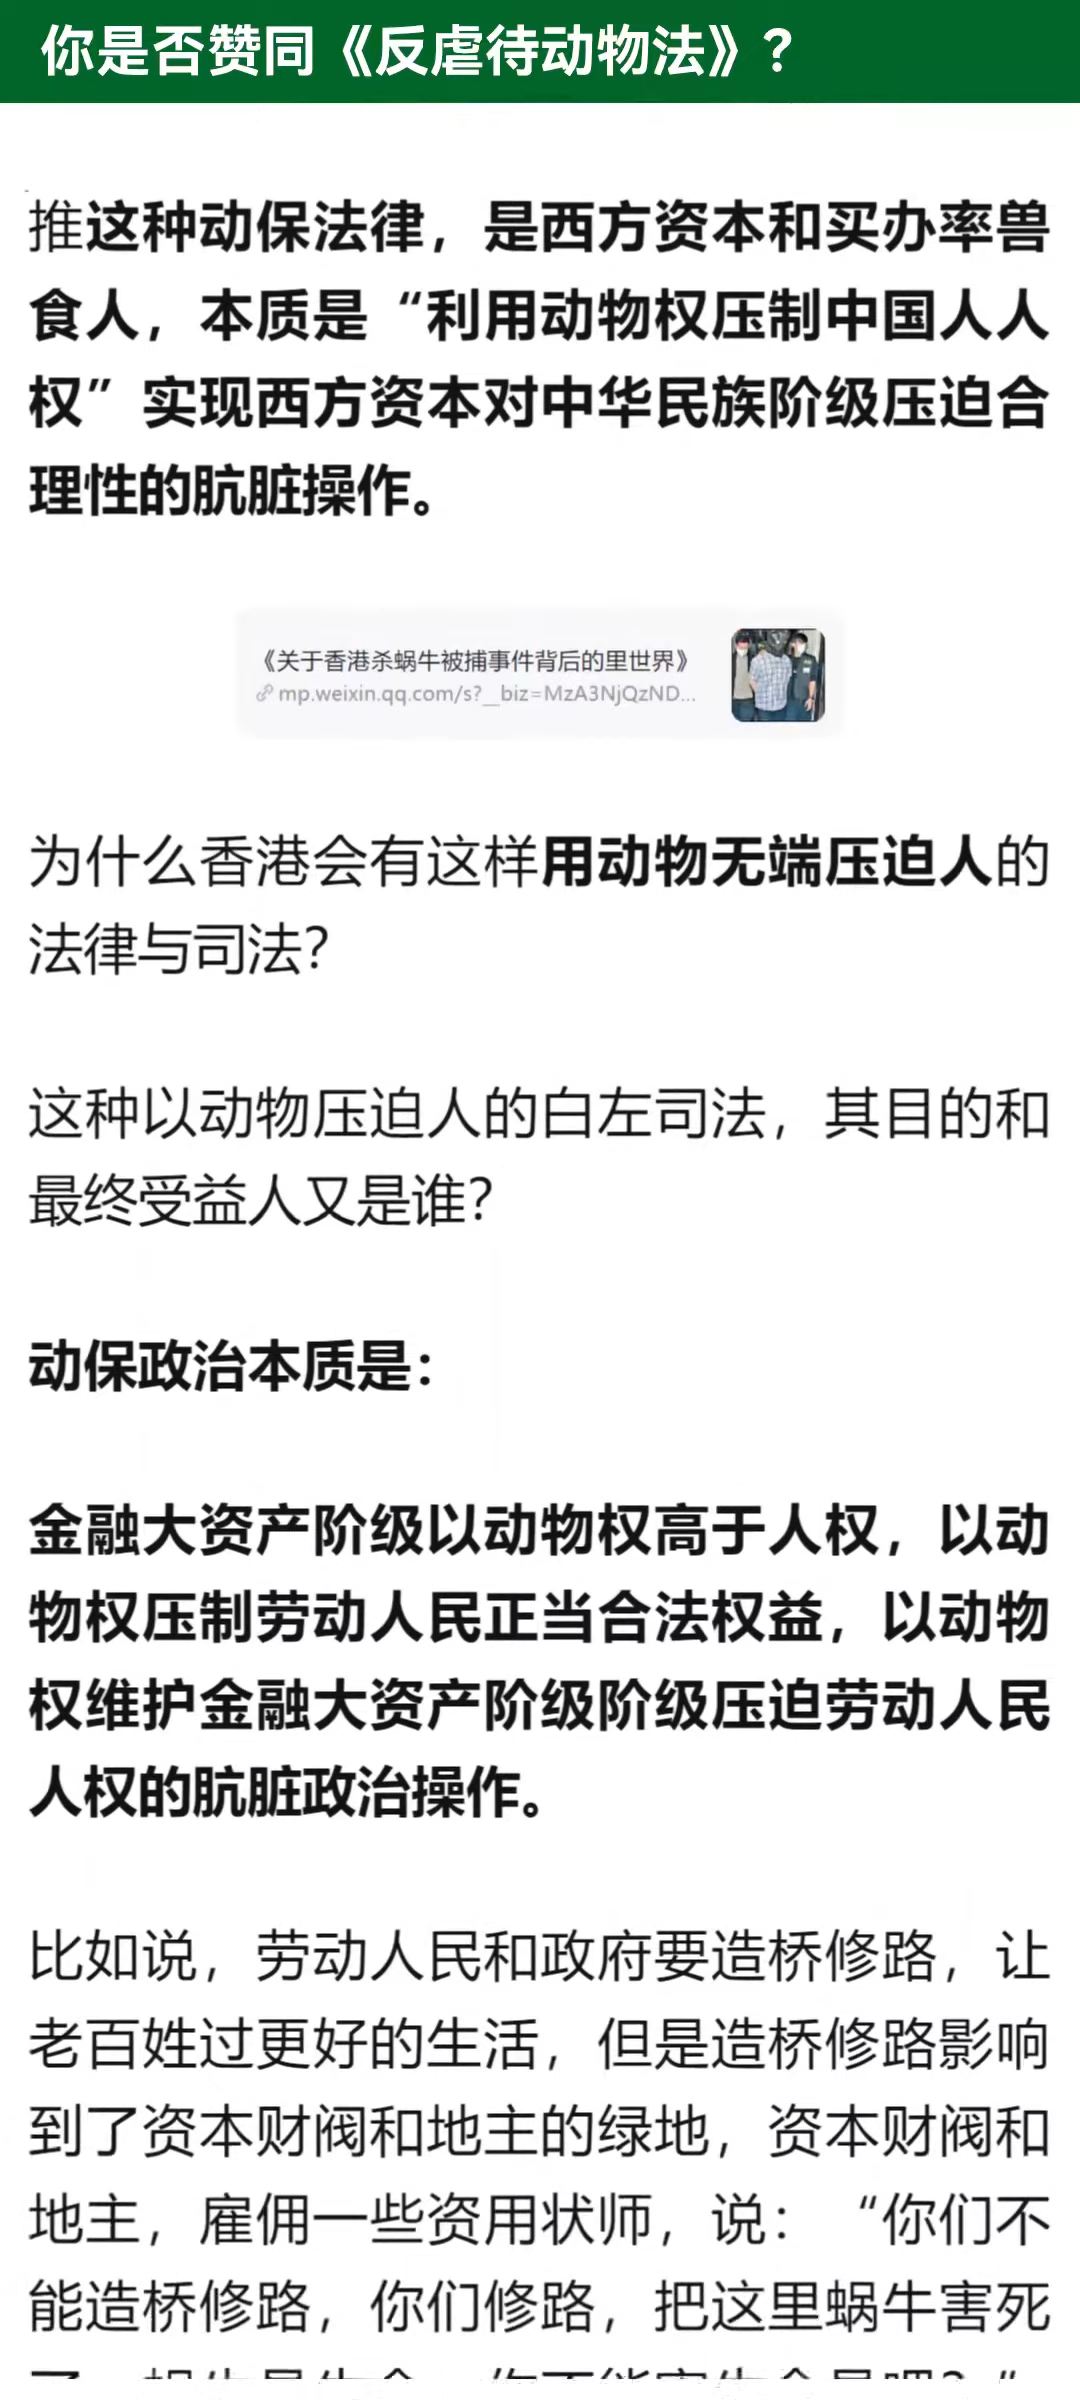 你是否赞同《反虐待动物法》?
推这种动保法律，是西方资本和买办率兽
食人，本质是“利用动物权压制中国人人
权”实现西方资本对中华民族阶级压迫合
理性的肮脏操作。
《关于香港杀蜗牛被捕事件背后的里世界》
mp.weixin.qq.com/s?__biz=MzA3NjQzND...
为什么香港会有这样用动物无端压迫人的
法律与司法?
这种以动物压迫人的白左司法，其目的和
最终受益人又是谁?
动保政治本质是：
金融大资产阶级以动物权高于人权，以动
物权压制劳动人民正当合法权益，以动物
权维护金融大资产阶级阶级压迫劳动人民
人权的肮脏政治操作。
比如说，劳动人民和政府要造桥修路，让
老百姓过更好的生活，但是造桥修路影响
到了资本财阀和地主的绿地，资本财阀和
地主，雇佣一些资用状师，说：“你们不
能造桥修路，你们修路，把这里蜗牛害死